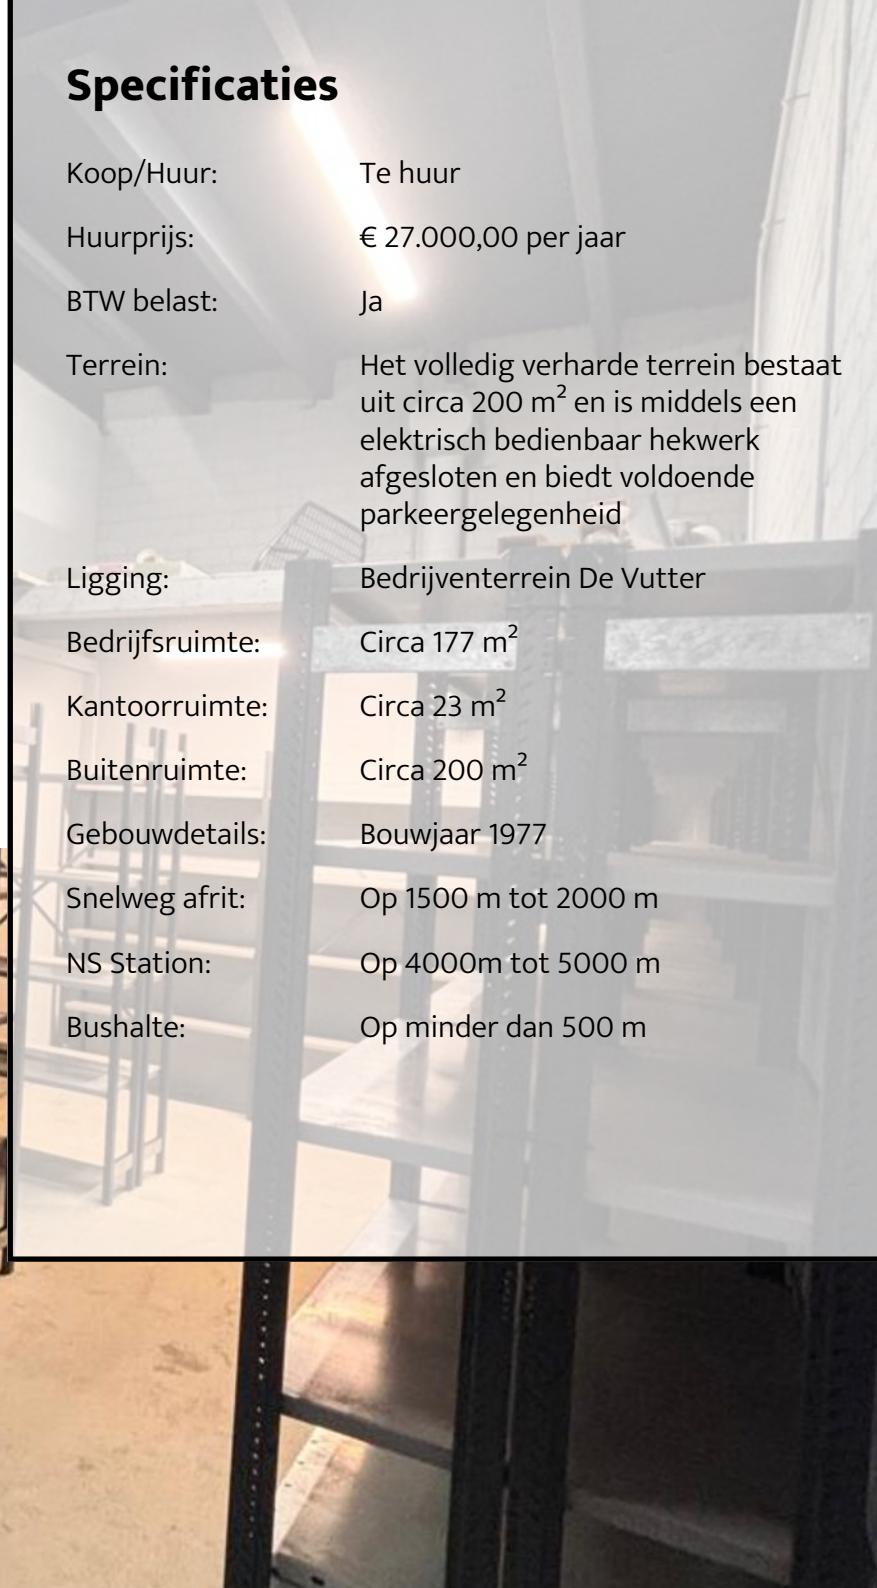 Specificaties
Koop/Huur: Te huur
Huurprijs: € 27.000,00 per jaar
BTW belast: Ja
Terrein: Het volledig verharde terrein bestaat
uit circa 200 m² en is middels een
elektrisch bedienbaar hekwerk
afgesloten en biedt voldoende
parkeergelegenheid
Ligging: Bedrijventerrein De Vutter
Bedrijfsruimte: Circa 177 m²
Kantoorruimte: Circa 23 m²
Buitenruimte: Circa 200 m²
Gebouwdetails: Bouwjaar 1977
Snelweg afrit: Op 1500 m tot 2000 m
NS Station: Op 4000m tot 5000 m
Bushalte: Op minder dan 500 m